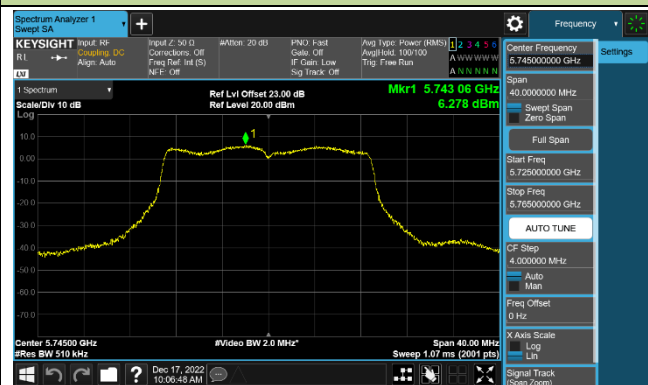 Spectrum Analyzer 1
Swept SA
+
Frequency
KEYSIGHT
Input: RF
Coupling: DC
Align: Auto
Input Z: 50 Ω
Corrections: Off
Freq Ref: Int (S)
NFE: Off
#Atten: 20 dB
PNO: Fast
Gate: Off
IF Gain: Low
Sig Track: Off
Avg Type: Power (RMS)
Avg|Hold: 100/100
Trig: Free Run
1 2 3 4 5 6
A W W W W W
A N N N N N
LXI
1 Spectrum
Scale/Div 10 dB
Log
Ref Lvl Offset 23.00 dB
Ref Level 20.00 dBm
Mkr1 5.743 06 GHz
6.278 dBm
1
10.0
0.00
-10.0
-20.0
-30.0
-40.0
-50.0
-60.0
-70.0
Center 5.74500 GHz
#Res BW 510 kHz
#Video BW 2.0 MHz*
Span 40.00 MHz
Sweep 1.07 ms (2001 pts)
Center Frequency
5.745000000 GHz
Settings
Span
40.0000000 MHz
Swept Span
Zero Span
Full Span
Start Freq
5.725000000 GHz
Stop Freq
5.765000000 GHz
AUTO TUNE
CF Step
4.000000 MHz
Auto
Man
Freq Offset
0 Hz
X Axis Scale
Log
Lin
Signal Track
(Span Zoom)
?
Dec 17, 2022
10:06:48 AM